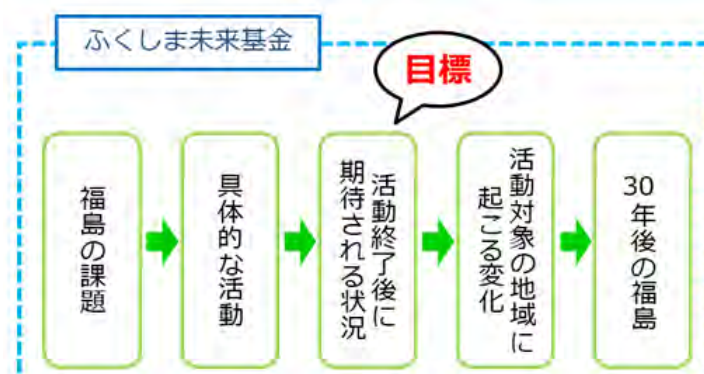 ふくしま未来基金
目標
福島の課題
具体的な活動
活動終了後に
期待される状況
活動対象の地域に
起こる変化
30年後の福島